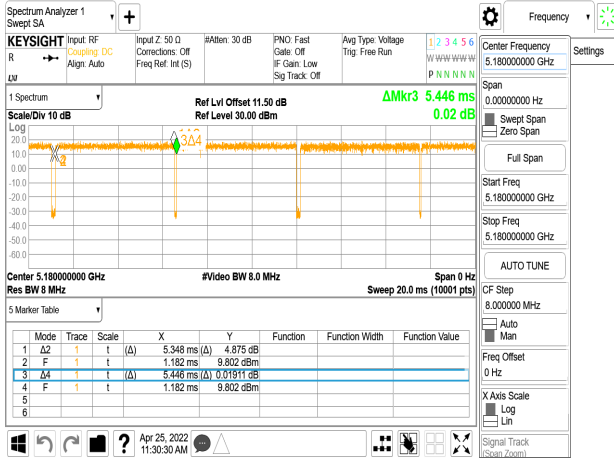 Spectrum Analyzer 1
Swept SA
Frequency
KEYSIGHT
R
LXI
Input: RF
Coupling: DC
Align: Auto
Input Z: 50 Ω
Corrections: Off
Freq Ref: Int (S)
#Atten: 30 dB
PNO: Fast
Gate: Off
IF Gain: Low
Sig Track: Off
Avg Type: Voltage
Trig: Free Run
1 2 3 4 5 6
W W W W W W
P N N N N N
1 Spectrum
Scale/Div 10 dB
Ref Lvl Offset 11.50 dB
Ref Level 30.00 dBm
ΔMkr3 5.446 ms
0.02 dB
Log
20.0
10.0
0.00
-10.0
-20.0
-30.0
-40.0
-50.0
-60.0
3Δ4
Center 5.180000000 GHz
Res BW 8 MHz
#Video BW 8.0 MHz
Span 0 Hz
Sweep 20.0 ms (10001 pts)
5 Marker Table
Mode Trace Scale X Y Function Function Width Function Value
1 Δ2 1 t (Δ) 5.348 ms (Δ) 4.875 dB
2 F 1 t 1.182 ms 9.802 dBm
3 Δ4 1 t (Δ) 5.446 ms (Δ) 0.01911 dB
4 F 1 t 1.182 ms 9.802 dBm
5
6
Apr 25, 2022
11:30:30 AM
Center Frequency
5.180000000 GHz
Settings
Span
0.00000000 Hz
Swept Span
Zero Span
Full Span
Start Freq
5.180000000 GHz
Stop Freq
5.180000000 GHz
AUTO TUNE
CF Step
8.000000 MHz
Auto
Man
Freq Offset
0 Hz
X Axis Scale
Log
Lin
Signal Track
(Span Zoom)